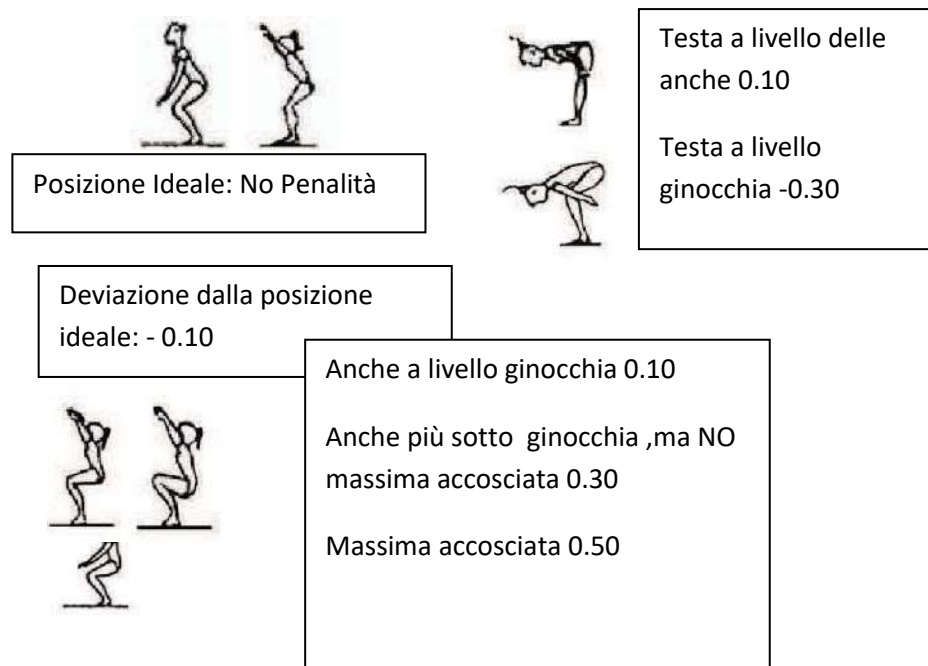 Testa a livello delle
anche 0.10
Testa a livello
ginocchia -0.30
Posizione Ideale: No Penalità
Deviazione dalla posizione
ideale: - 0.10
Anche a livello ginocchia 0.10
Anche più sotto  ginocchia ,ma NO
massima accosciata 0.30
Massima accosciata 0.50